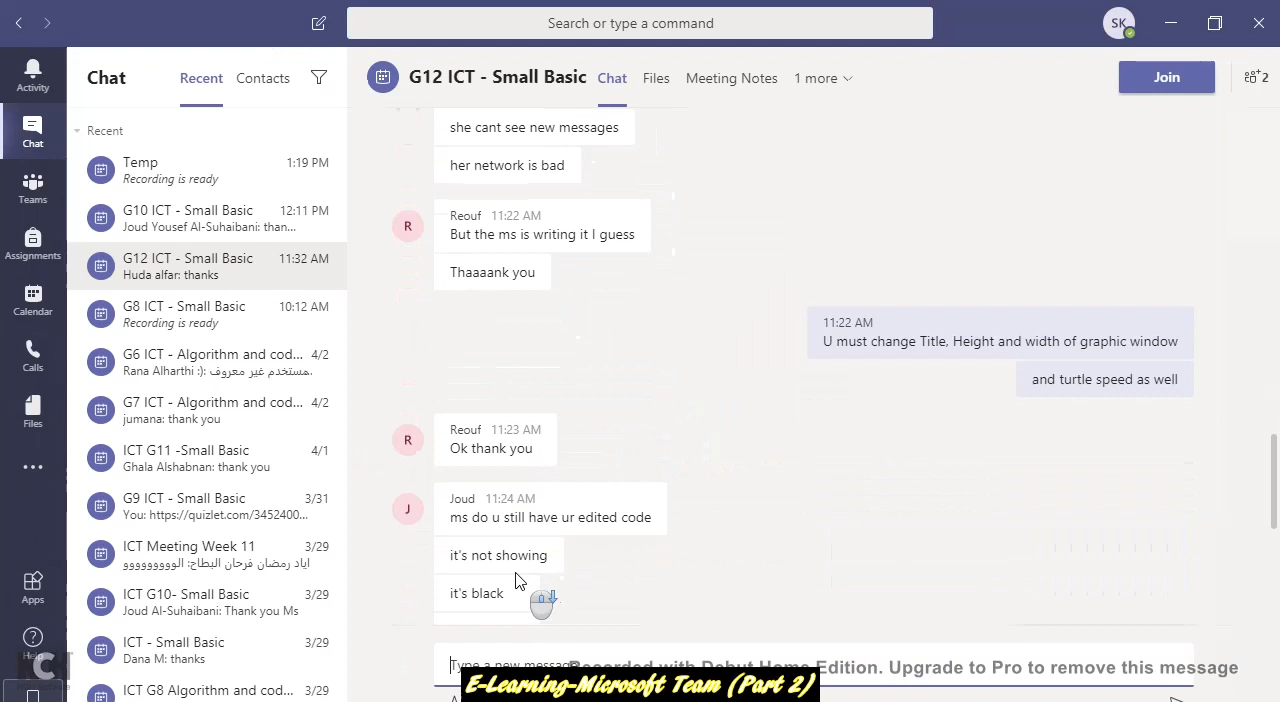 Search or type a command
SK
Activity
Chat
Teams
Assignments
Calendar
Calls
Files
Apps
Help
Chat
Recent
Contacts
Recent
Temp
1:19 PM
Recording is ready
G10 ICT - Small Basic
12:11 PM
Joud Yousef Al-Suhaibani: than...
G12 ICT - Small Basic
11:32 AM
Huda alfar: thanks
G8 ICT - Small Basic
10:12 AM
Recording is ready
G6 ICT - Algorithm and cod...
4/2
Rana Alharthi :): مستخدم غير معروف.
G7 ICT - Algorithm and cod...
4/2
jumana: thank you
ICT G11 -Small Basic
4/1
Ghala Alshabnan: thank you
G9 ICT - Small Basic
3/31
You: https://quizlet.com/3452400...
ICT Meeting Week 11
3/29
اياد رمضان فرحان البطاح: الووووووووو
ICT G10- Small Basic
3/29
Joud Al-Suhaibani: Thank you Ms
ICT - Small Basic
3/29
Dana M: thanks
ICT G8 Algorithm and cod...
3/29
G12 ICT - Small Basic
Chat
Files
Meeting Notes
1 more
Join
2
she cant see new messages
her network is bad
R
Reouf 11:22 AM
But the ms is writing it I guess
Thaaaank you
11:22 AM
U must change Title, Height and width of graphic window
and turtle speed as well
R
Reouf 11:23 AM
Ok thank you
J
Joud 11:24 AM
ms do u still have ur edited code
it's not showing
it's black
Type a new message
Recorded with Debut Home Edition. Upgrade to Pro to remove this message
E-Learning-Microsoft Team (Part 2)